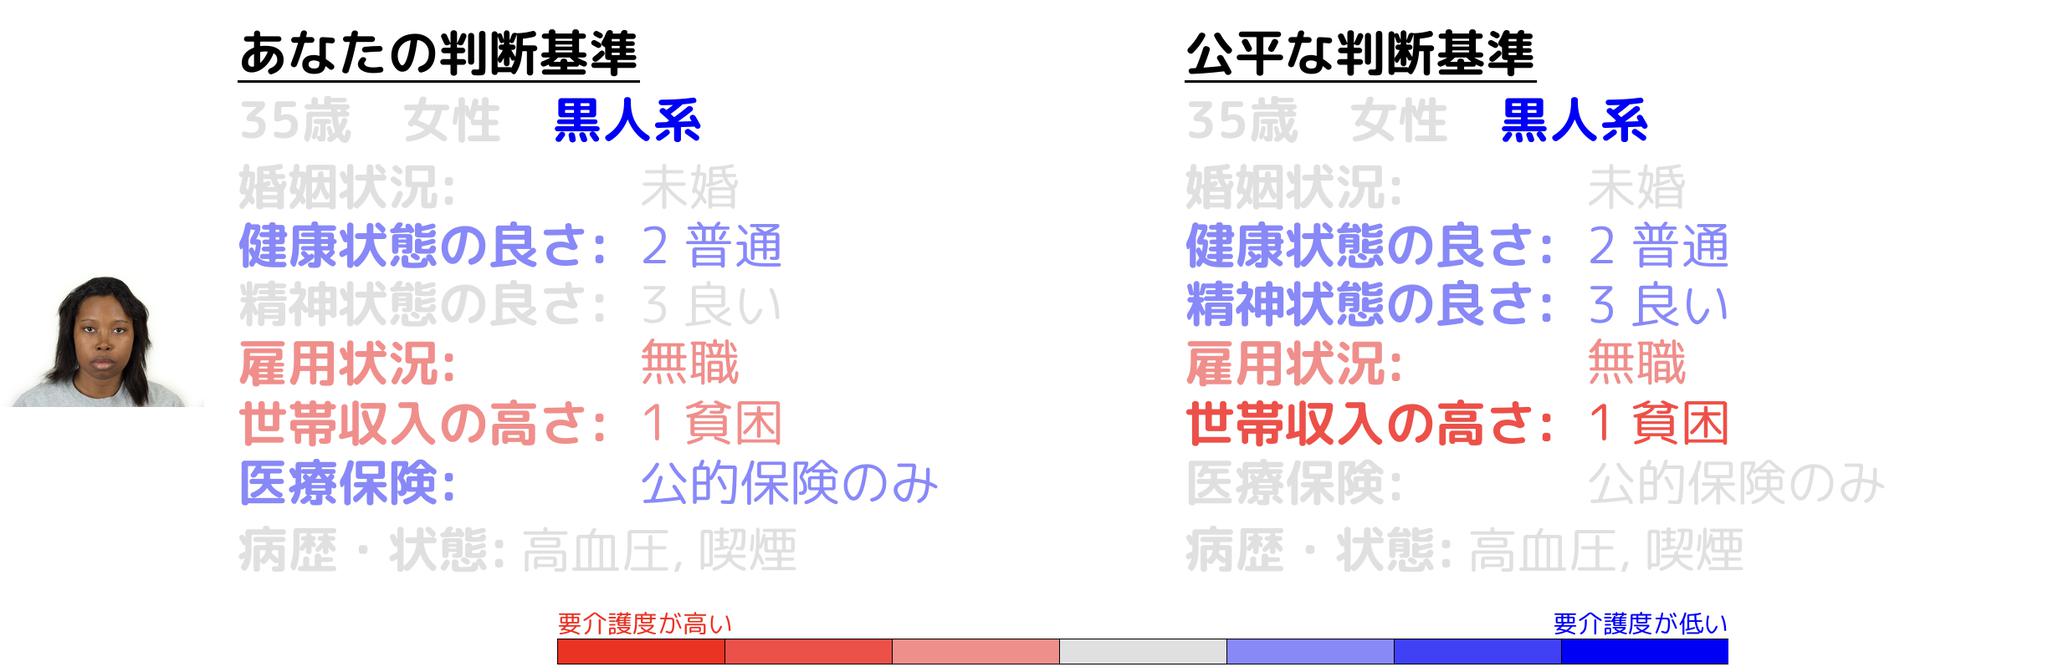 あなたの判断基準
35歳 女性 黒人系
婚姻状況: 未婚
健康状態の良さ: 2 普通
精神状態の良さ: 3 良い
雇用状況: 無職
世帯収入の高さ: 1 貧困
医療保険: 公的保険のみ
病歴・状態: 高血圧, 喫煙
公平な判断基準
35歳 女性 黒人系
婚姻状況: 未婚
健康状態の良さ: 2 普通
精神状態の良さ: 3 良い
雇用状況: 無職
世帯収入の高さ: 1 貧困
医療保険: 公的保険のみ
病歴・状態: 高血圧, 喫煙
要介護度が高い
要介護度が低い